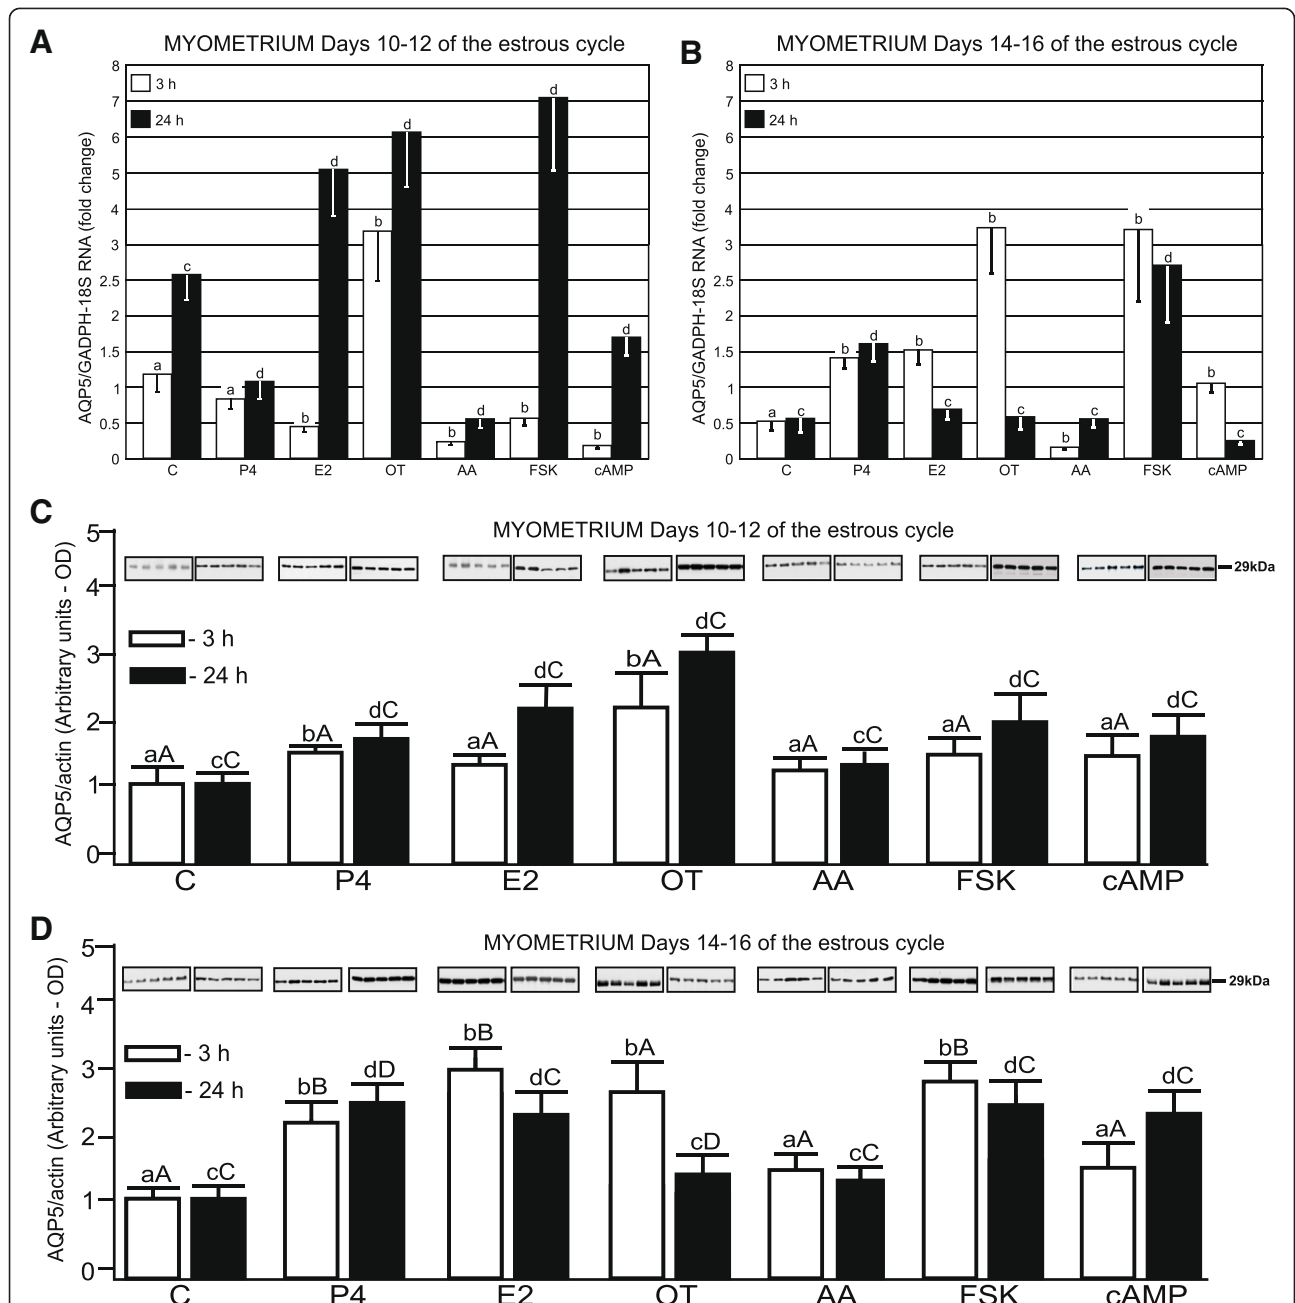 A
MYOMETRIUM Days 10-12 of the estrous cycle
AQP5/GADPH-18S RNA (fold change)
8
7
6
5
4
3
2.5
2
1.5
1
0.5
0
3 h
24 h
a
c
a
d
b
d
b
d
b
d
b
d
b
d
C P4 E2 OT AA FSK cAMP
B
MYOMETRIUM Days 14-16 of the estrous cycle
AQP5/GADPH-18S RNA (fold change)
8
7
6
5
4
3
2.5
2
1.5
1
0.5
0
3 h
24 h
a
c
b
d
b
c
b
c
b
c
b
d
b
c
C P4 E2 OT AA FSK cAMP
C
MYOMETRIUM Days 10-12 of the estrous cycle
AQP5/actin (Arbitrary units - OD)
5
4
3
2
1
0
29kDa
- 3 h
- 24 h
aA
cC
bA
dC
aA
dC
bA
dC
aA
cC
aA
dC
aA
dC
C P4 E2 OT AA FSK cAMP
D
MYOMETRIUM Days 14-16 of the estrous cycle
AQP5/actin (Arbitrary units - OD)
5
4
3
2
1
0
29kDa
- 3 h
- 24 h
aA
cC
bB
dD
bB
dC
bA
cD
aA
cC
bB
dC
aA
dC
C P4 E2 OT AA FSK cAMP